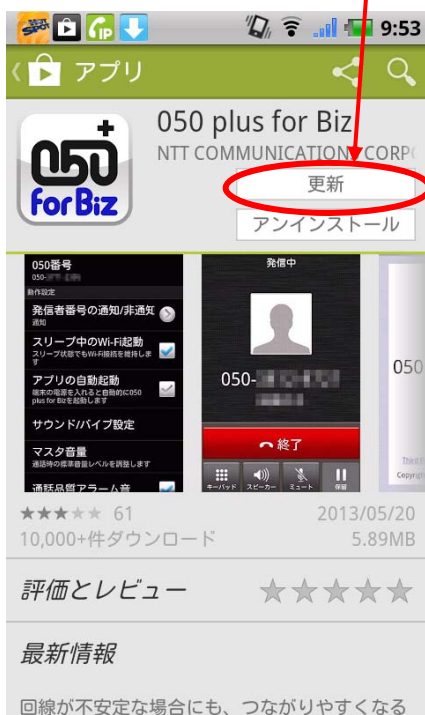 9:53
アプリ
050
for Biz
050 plus for Biz
NTT COMMUNICATIONS CORP
更新
アンインストール
050番号
050-
動作設定
発信者番号の通知/非通知
通知
スリープ中のWi-Fi起動
スリープ状態でもWi-Fi接続を維持しま
す
アプリの自動起動
端末の電源を入れると自動的に050
plus for Bizを起動します
サウンド/バイブ設定
マスタ音量
通話時の標準音量レベルを調整します
通話品質アラーム音
発信中
050-
終了
キーパッド スピーカー ミュート 保留
050
Copyrigh
61
2013/05/20
10,000+件ダウンロード
5.89MB
評価とレビュー
最新情報
回線が不安定な場合にも、つながりやすくなる